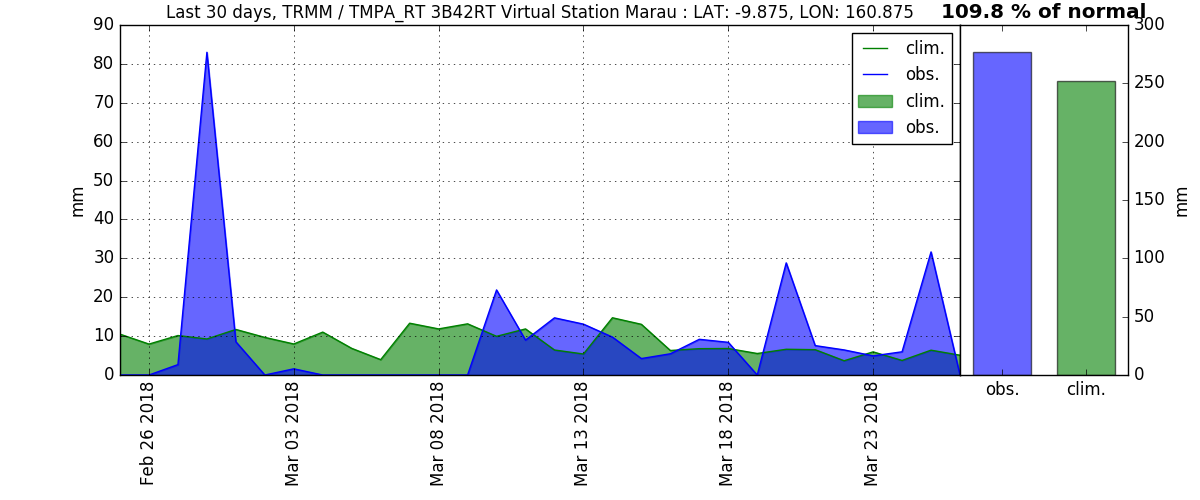 Last 30 days, TRMM / TMPA_RT 3B42RT Virtual Station Marau : LAT: -9.875, LON: 160.875
109.8 % of normal
90
80
70
60
50
40
30
20
10
0
mm
clim.
obs.
clim.
obs.
300
250
200
150
100
50
0
mm
obs.
clim.
Feb 26 2018
Mar 03 2018
Mar 08 2018
Mar 13 2018
Mar 18 2018
Mar 23 2018